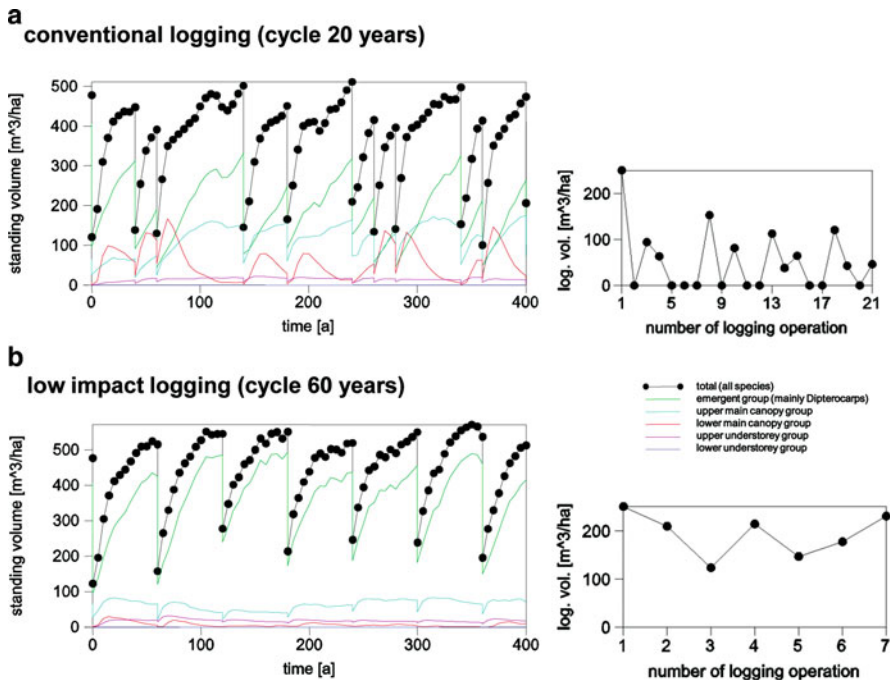 a
conventional logging (cycle 20 years)
standing volume [m^3/ha]
500
400
300
200
100
0
0 100 200 300 400
time [a]
log. vol. [m^3/ha]
200
100
0
1 5 9 13 17 21
number of logging operation
b
low impact logging (cycle 60 years)
total (all species)
emergent group (mainly Dipterocarps)
upper main canopy group
lower main canopy group
upper understorey group
lower understorey group
standing volume [m^3/ha]
500
400
300
200
100
0
0 100 200 300 400
time [a]
log. vol. [m^3/ha]
200
100
0
1 2 3 4 5 6 7
number of logging operation